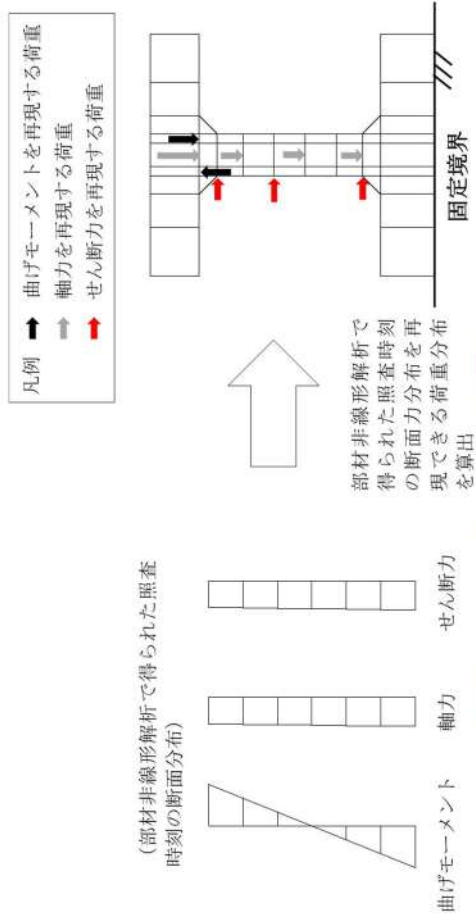 凡例
曲げモーメントを再現する荷重
軸力を再現する荷重
せん断力を再現する荷重
(部材非線形解析で得られた照査
時刻の断面分布)
曲げモーメント
軸力
せん断力
部材非線形解析で
得られた照査時刻
の断面力分布を再
現できる荷重分布
を算出
固定境界